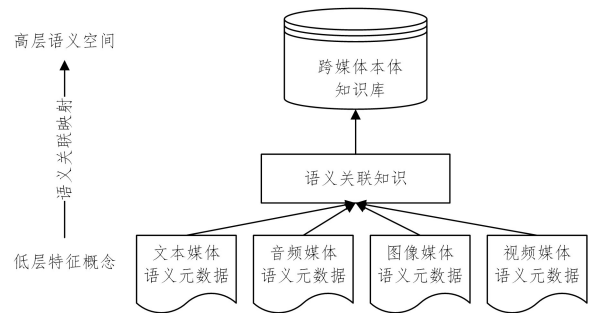 高层语义空间
跨媒体本体
知识库
语义关联映射
语义关联知识
低层特征概念
文本媒体
语义元数据
音频媒体
语义元数据
图像媒体
语义元数据
视频媒体
语义元数据